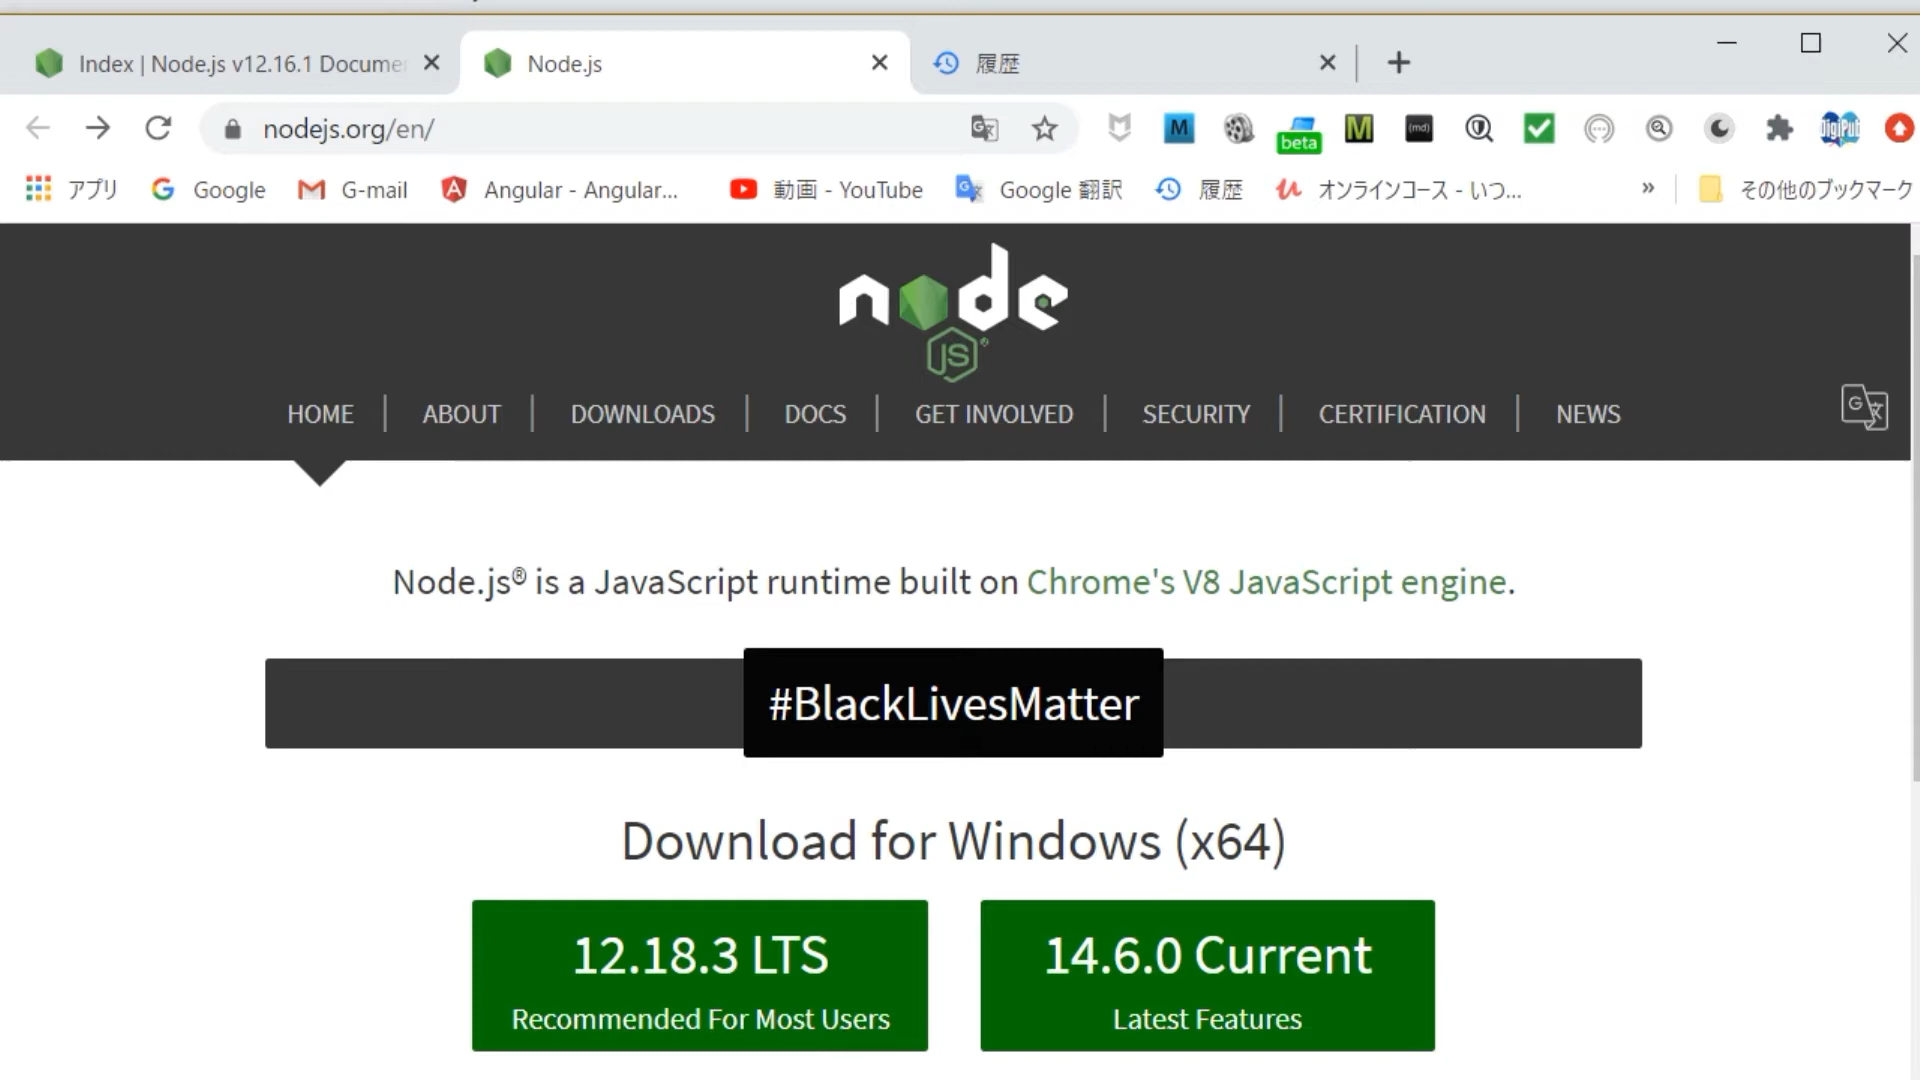 Index | Node.js v12.16.1 Docume
Node.js
履歴
nodejs.org/en/
M
beta
M
(md)
DigiPub
アプリ
Google
G-mail
Angular - Angular...
動画 - YouTube
Google 翻訳
履歴
オンラインコース - いつ...
»
その他のブックマーク
node
JS®
HOME
ABOUT
DOWNLOADS
DOCS
GET INVOLVED
SECURITY
CERTIFICATION
NEWS
Node.js® is a JavaScript runtime built on Chrome's V8 JavaScript engine.
#BlackLivesMatter
Download for Windows (x64)
12.18.3 LTS
Recommended For Most Users
14.6.0 Current
Latest Features